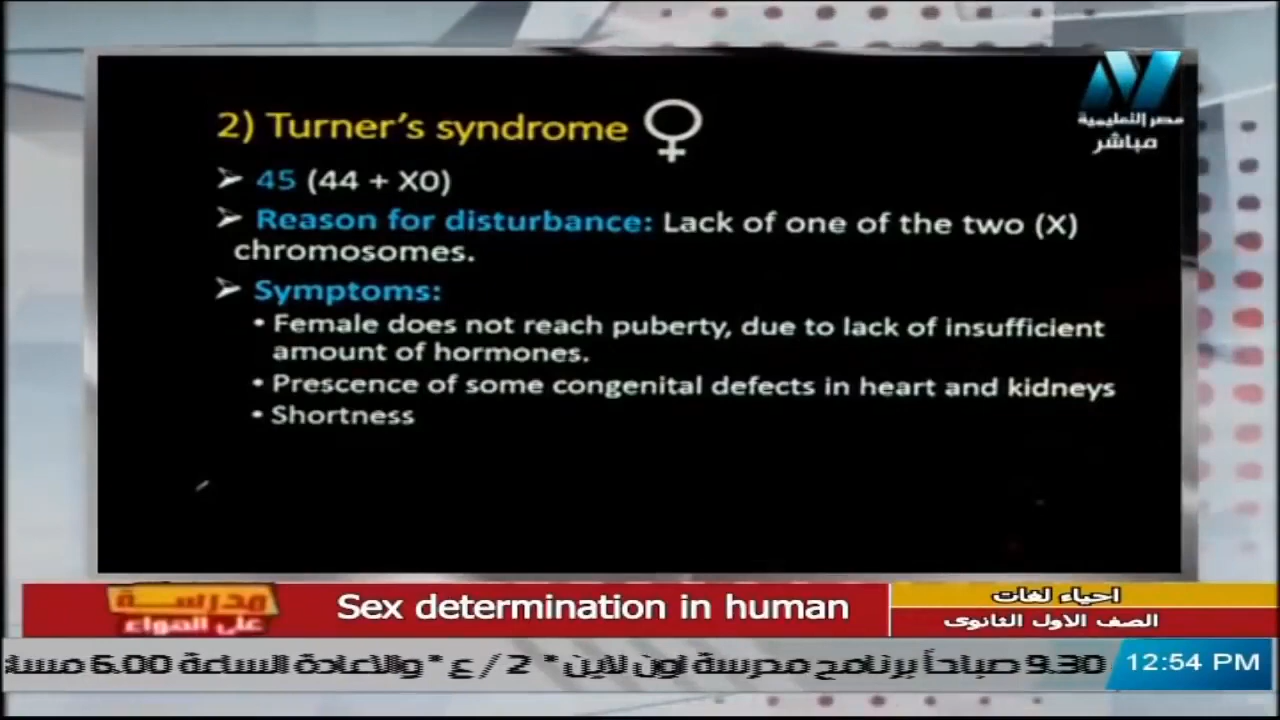 مصر التعليمية
مباشر
2) Turner's syndrome
45 (44 + X0)
Reason for disturbance: Lack of one of the two (X)
chromosomes.
Symptoms:
• Female does not reach puberty, due to lack of insufficient
amount of hormones.
• Prescence of some congenital defects in heart and kidneys
• Shortness
مدرسة
على الهواء
Sex determination in human
احياء لغات
الصف الاول الثانوى
9.30 صباحاً برنامج مدرسة اون لاين * 2 / ع * والاعادة الساعة 6.00
12:54 PM